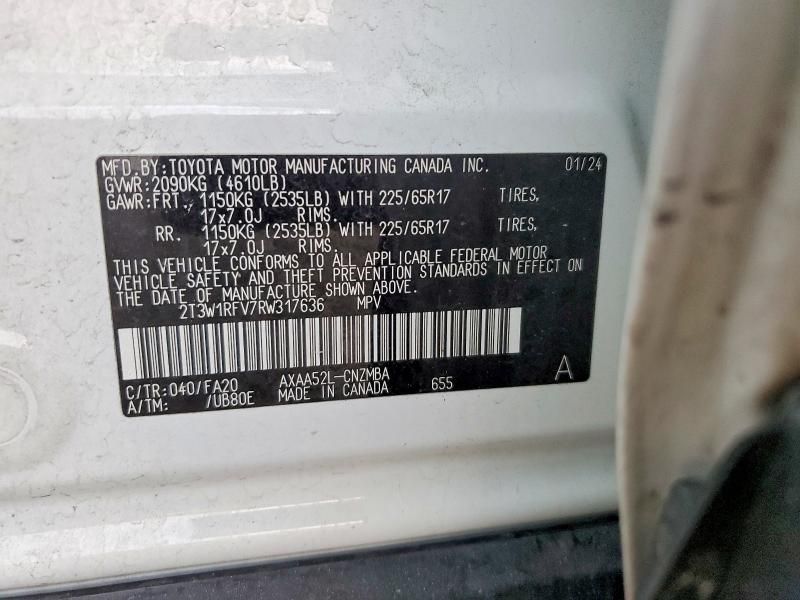 MFD.BY:TOYOTA MOTOR MANUFACTURING CANADA INC. 01/24
GVWR:2090KG (4610LB)
GAWR:FRT, 1150KG (2535LB) WITH 225/65R17 TIRES,
17x7.0J RIMS.
RR. 1150KG (2535LB) WITH 225/65R17 TIRES,
17x7.0J RIMS.
THIS VEHICLE CONFORMS TO ALL APPLICABLE FEDERAL MOTOR
VEHICLE SAFETY AND THEFT PREVENTION STANDARDS IN EFFECT ON
THE DATE OF MANUFACTURE SHOWN ABOVE.
2T3W1RFV7RW317636 MPV
C/TR:040/FA20 AXAA52L-CNZMBA A
A/TM: /UB80E MADE IN CANADA 655